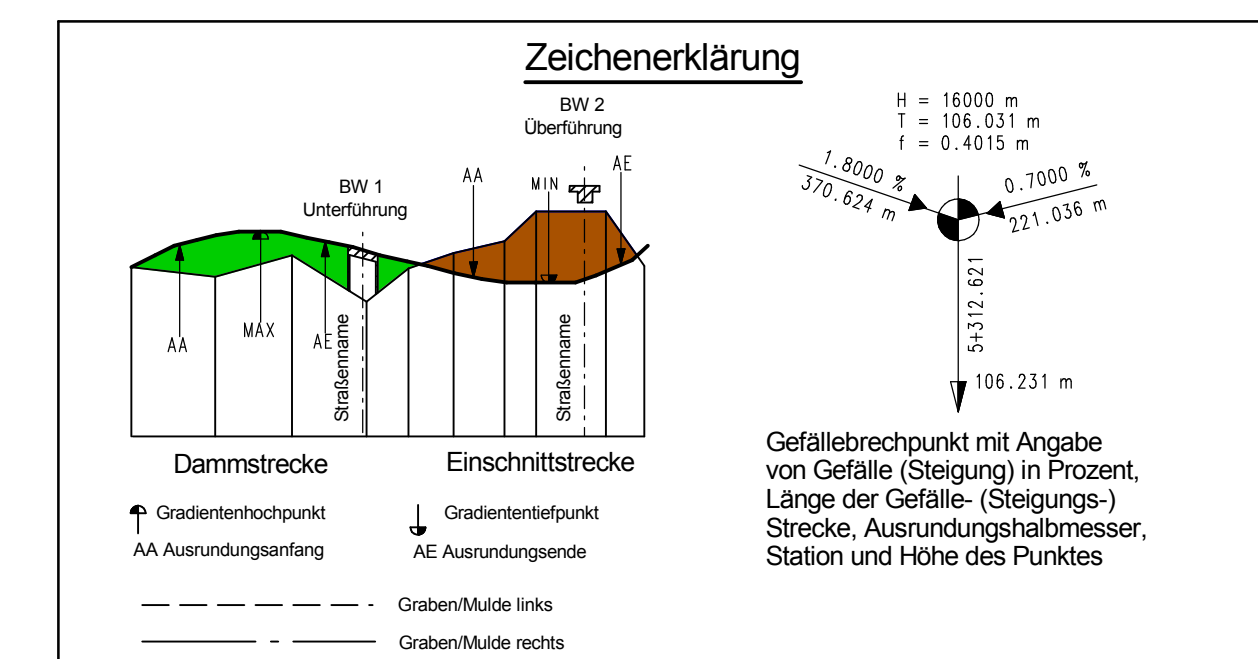 Zeichenerklärung
BW 2
Überführung
BW 1
Unterführung
AA
MIN
AE
AA
MAX
AE
Straßenname
Straßenname
Dammstrecke
Einschnittstrecke
Gradientenhochpunkt
Gradiententiefpunkt
AA Ausrundungsanfang
AE Ausrundungsende
Graben/Mulde links
Graben/Mulde rechts
H = 16000 m
T = 106.031 m
f = 0.4015 m
1.8000 %
370.624 m
0.7000 %
221.036 m
5+312.621
106.231 m
Gefällebrechpunkt mit Angabe
von Gefälle (Steigung) in Prozent,
Länge der Gefälle- (Steigungs-)
Strecke, Ausrundungshalbmesser,
Station und Höhe des Punktes